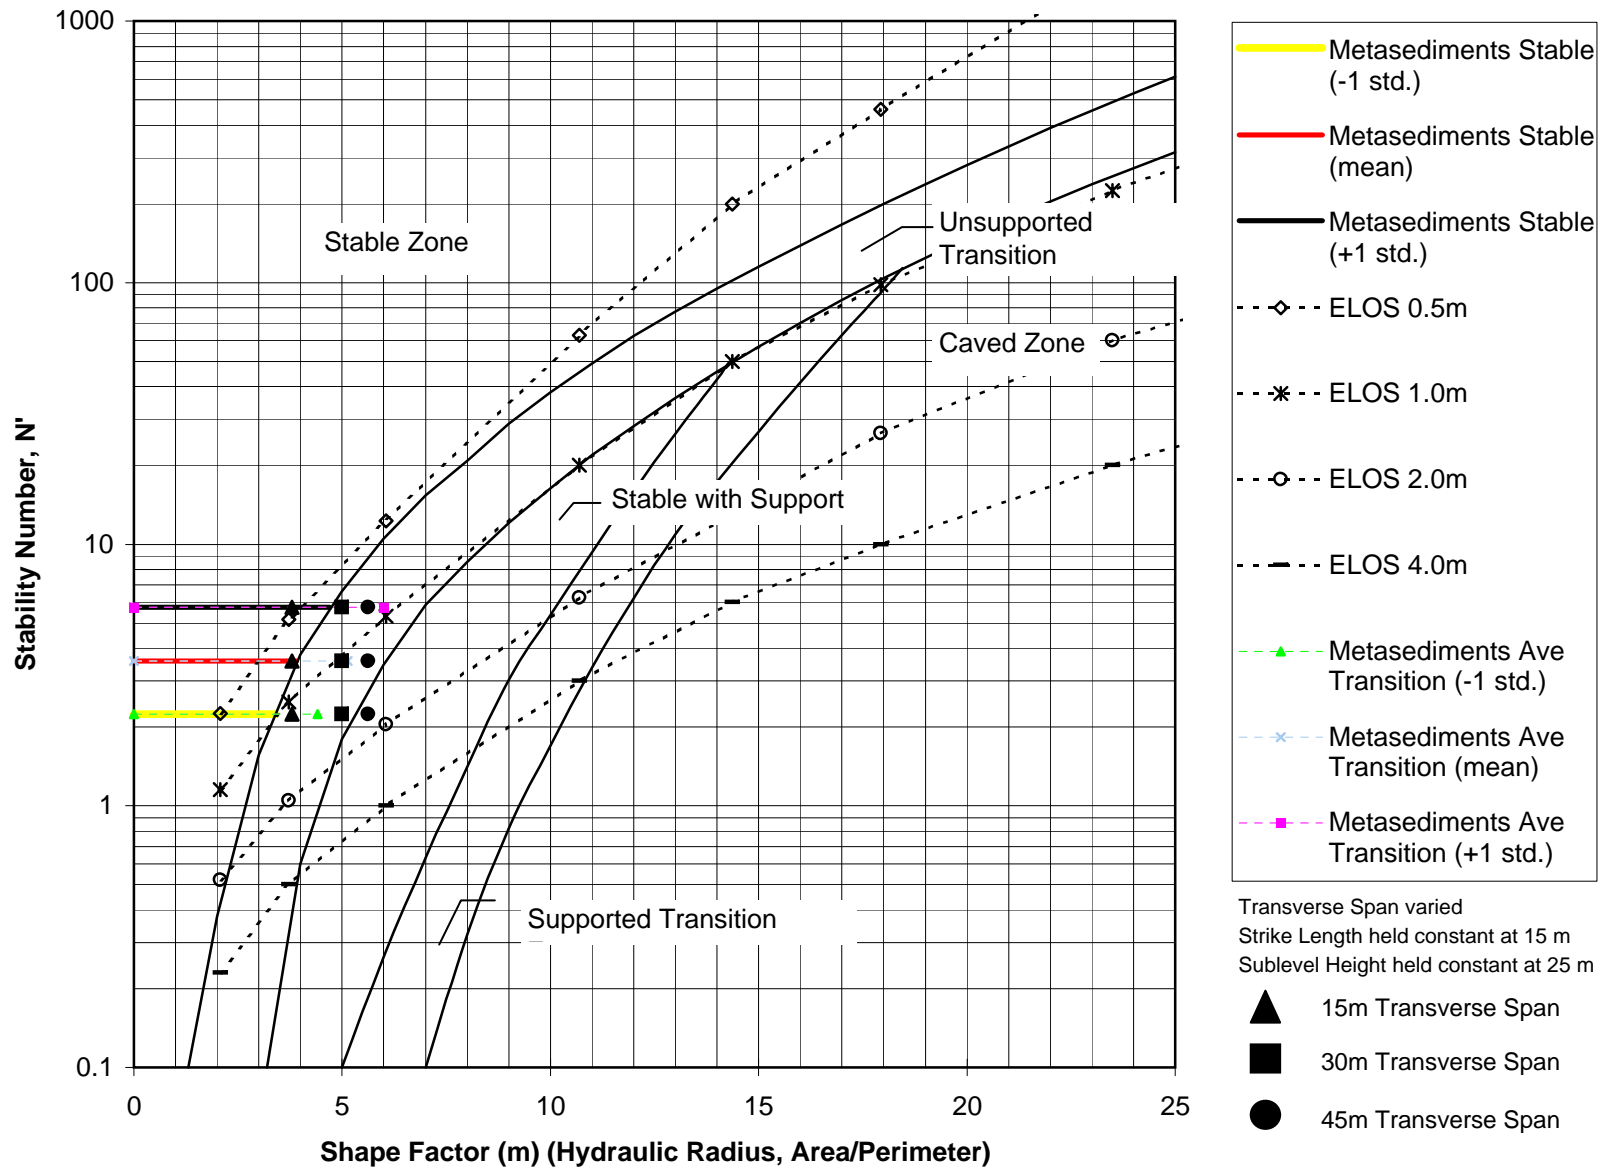 1000
100
10
1
0.1
Stability Number, N'
Stable Zone
Unsupported
Transition
Caved Zone
Stable with Support
Supported Transition
0
5
10
15
20
25
Shape Factor (m) (Hydraulic Radius, Area/Perimeter)
Metasediments Stable
(-1 std.)
Metasediments Stable
(mean)
Metasediments Stable
(+1 std.)
ELOS 0.5m
ELOS 1.0m
ELOS 2.0m
ELOS 4.0m
Metasediments Ave
Transition (-1 std.)
Metasediments Ave
Transition (mean)
Metasediments Ave
Transition (+1 std.)
Transverse Span varied
Strike Length held constant at 15 m
Sublevel Height held constant at 25 m
15m Transverse Span
30m Transverse Span
45m Transverse Span